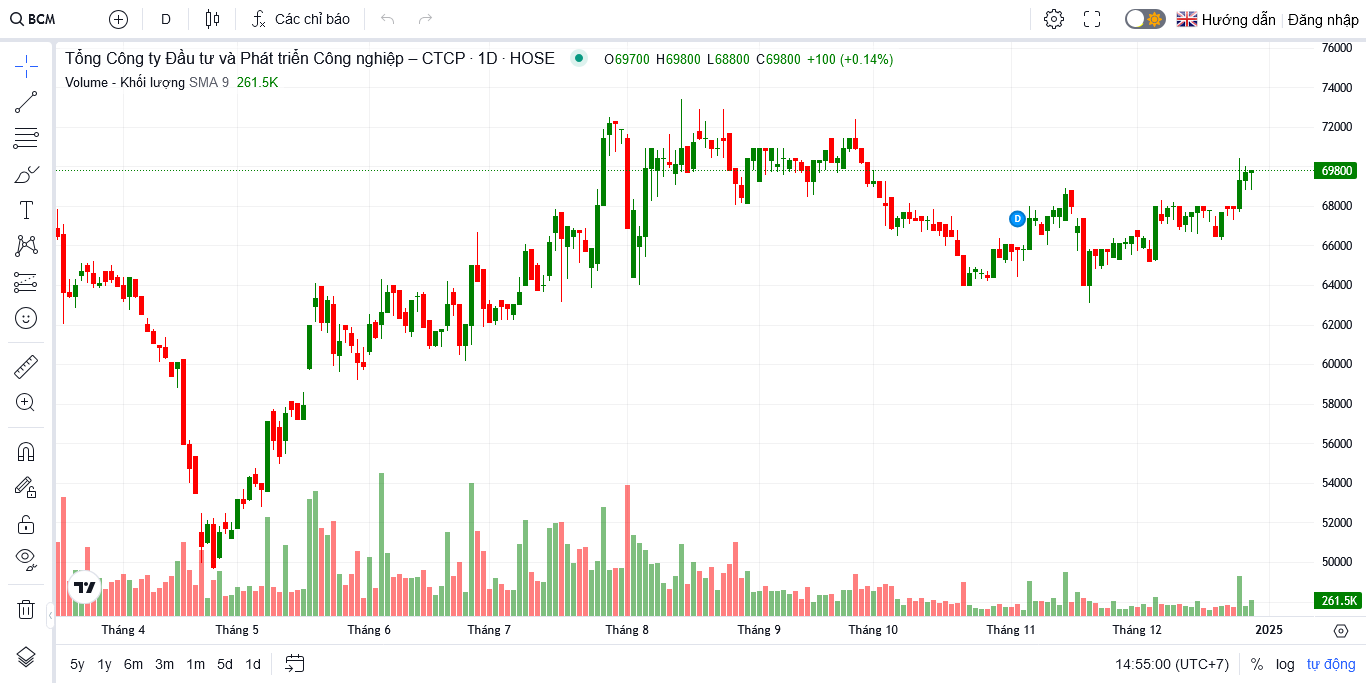 BCM D Các chỉ báo Hướng dẫn Đăng nhập
Tổng Công ty Đầu tư và Phát triển Công nghiệp – CTCP · 1D · HOSE O69700 H69800 L68800 C69800 +100 (+0.14%)
Volume - Khối lượng SMA 9 261.5K
76000
74000
72000
69800
68000
66000
64000
62000
60000
58000
56000
54000
52000
50000
261.5K
D
Tháng 4 Tháng 5 Tháng 6 Tháng 7 Tháng 8 Tháng 9 Tháng 10 Tháng 11 Tháng 12 2025
5y 1y 6m 3m 1m 5d 1d 14:55:00 (UTC+7) % log tự động